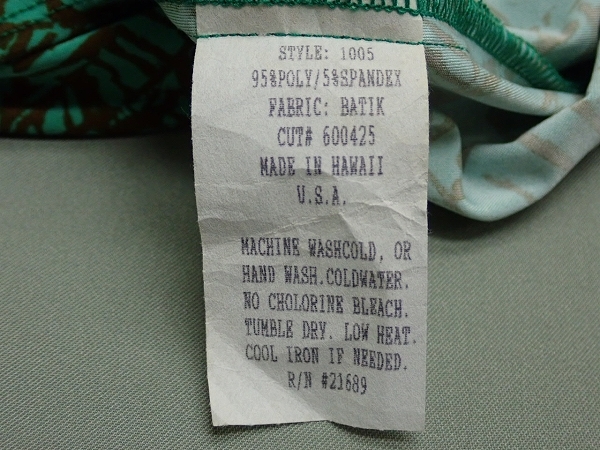 STYLE: 1005
95%POLY/5%SPANDEX
FABRIC: BATIK
CUT# 600425
MADE IN HAWAII
U.S.A.
MACHINE WASHCOLD, OR
HAND WASH.COLDWATER.
NO CHOLORINE BLEACH.
TUMBLE DRY. LOW HEAT.
COOL IRON IF NEEDED.
R/N #21689